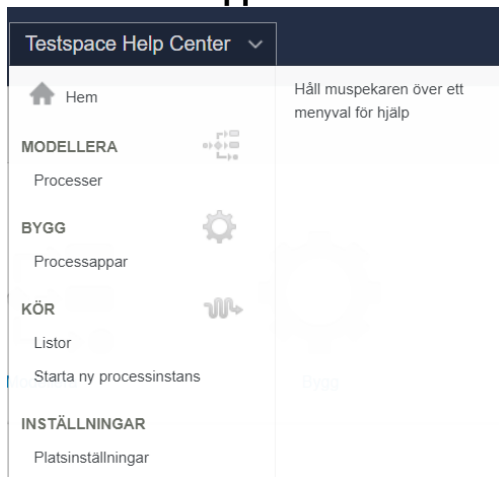 Testspace Help Center
Hem
Håll muspekaren över ett
menyval för hjälp
MODELLERA
Processer
BYGG
Processappar
KÖR
Listor
Starta ny processinstans
Bygg
INSTÄLLNINGAR
Platsinställningar